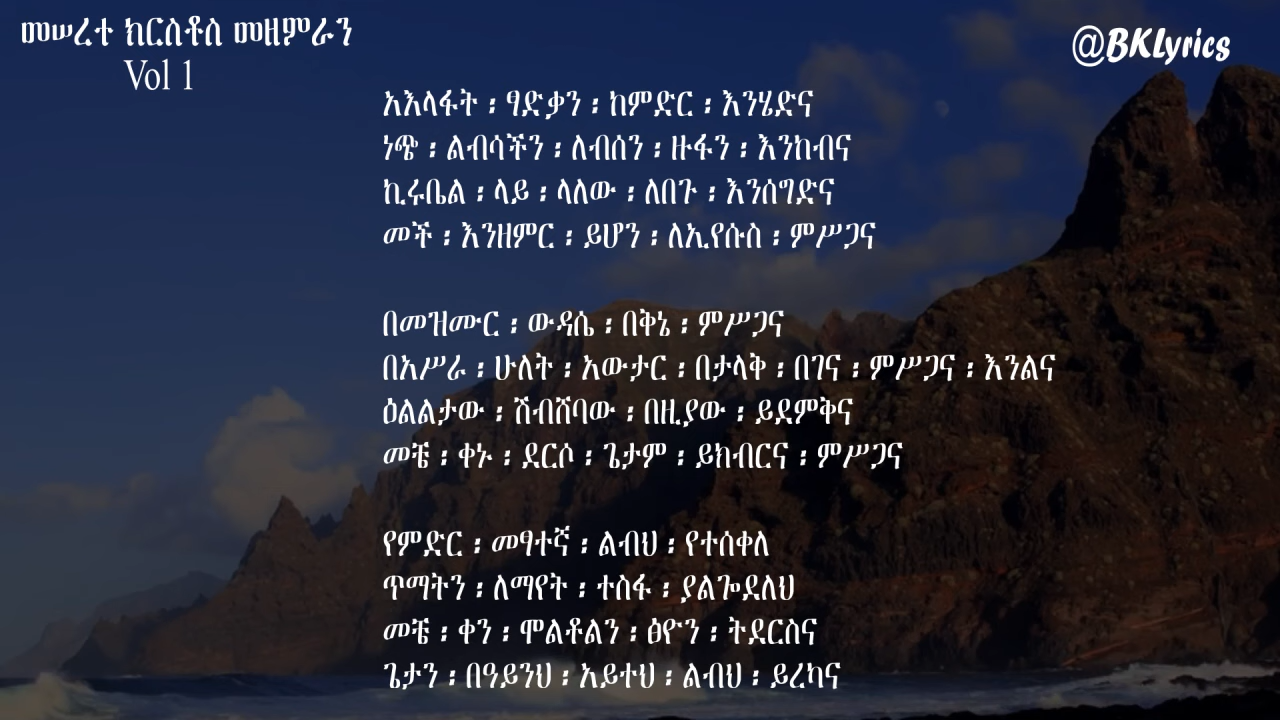 መሠረተ ክርስቶስ መዘምራን
Vol 1
@BKLyrics
አእላፋት ፡ ፃድቃን ፡ ከምድር ፡ እንሄድና
ነጭ ፡ ልብሳችን ፡ ለብሰን ፡ ዙፋን ፡ እንከብና
ኪሩቤል ፡ ላይ ፡ ላለው ፡ ለበጉ ፡ እንሰግድና
መች ፡ እንዘምር ፡ ይሆን ፡ ለኢየሱስ ፡ ምሥጋና
በመዝሙር ፡ ውዳሴ ፡ በቅኔ ፡ ምሥጋና
በአሥራ ፡ ሁለት ፡ አውታር ፡ በታላቅ ፡ በገና ፡ ምሥጋና ፡ እንልና
ዕልልታው ፡ ሽብሸባው ፡ በዚያው ፡ ይደምቅና
መቼ ፡ ቀኑ ፡ ደርሶ ፡ ጌታም ፡ ይክብርና ፡ ምሥጋና
የምድር ፡ መፃተኛ ፡ ልብህ ፡ የተሰቀለ
ጥማትን ፡ ለማየት ፡ ተስፋ ፡ ያልጐደለህ
መቼ ፡ ቀን ፡ ሞልቶልን ፡ ፅዮን ፡ ትደርስና
ጌታን ፡ በዓይንህ ፡ አይተህ ፡ ልብህ ፡ ይረካና